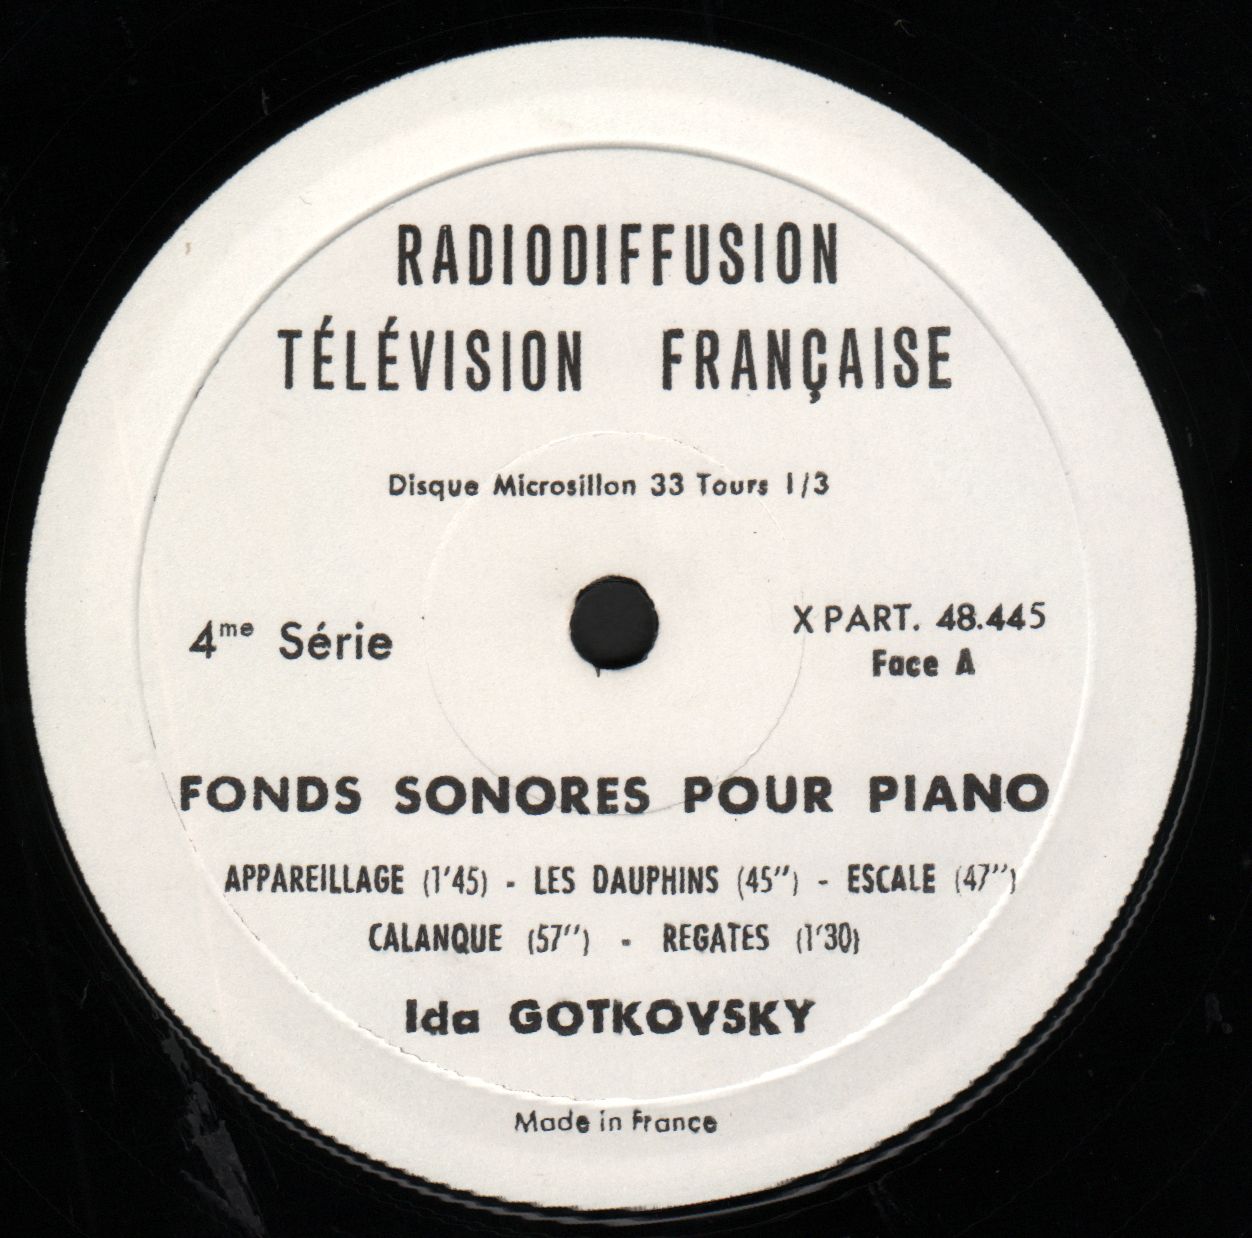 RADIODIFFUSION
TÉLÉVISION FRANÇAISE
Disque Microsillon 33 Tours 1/3
4me Série
X PART. 48.445
Face A
FONDS SONORES POUR PIANO
APPAREILLAGE (1'45) - LES DAUPHINS (45'') - ESCALE (47'')
CALANQUE (57'') - REGATES (1'30)
Ida GOTKOVSKY
Made in France